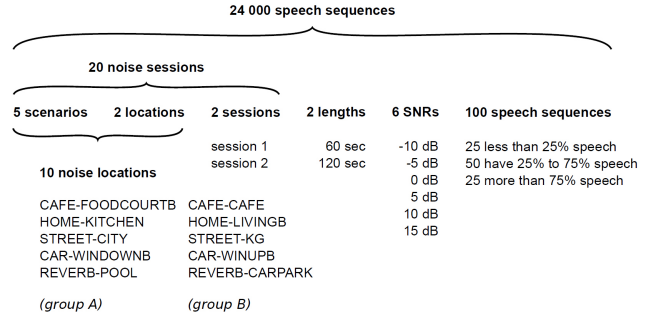 24 000 speech sequences
20 noise sessions
5 scenarios 2 locations 2 sessions 2 lengths 6 SNRs 100 speech sequences
session 1 60 sec -10 dB 25 less than 25% speech
session 2 120 sec -5 dB 50 have 25% to 75% speech
10 noise locations 0 dB 25 more than 75% speech
5 dB
CAFE-FOODCOURTB CAFE-CAFE 10 dB
HOME-KITCHEN HOME-LIVINGB 15 dB
STREET-CITY STREET-KG
CAR-WINDOWNB CAR-WINUPB
REVERB-POOL REVERB-CARPARK
(group A) (group B)